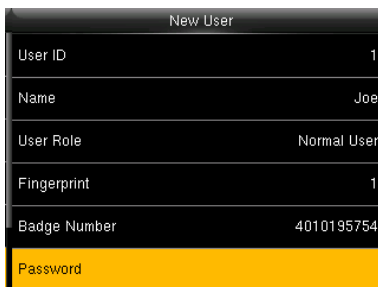 New User
User ID 1
Name Joe
User Role Normal User
Fingerprint 1
Badge Number 4010195754
Password